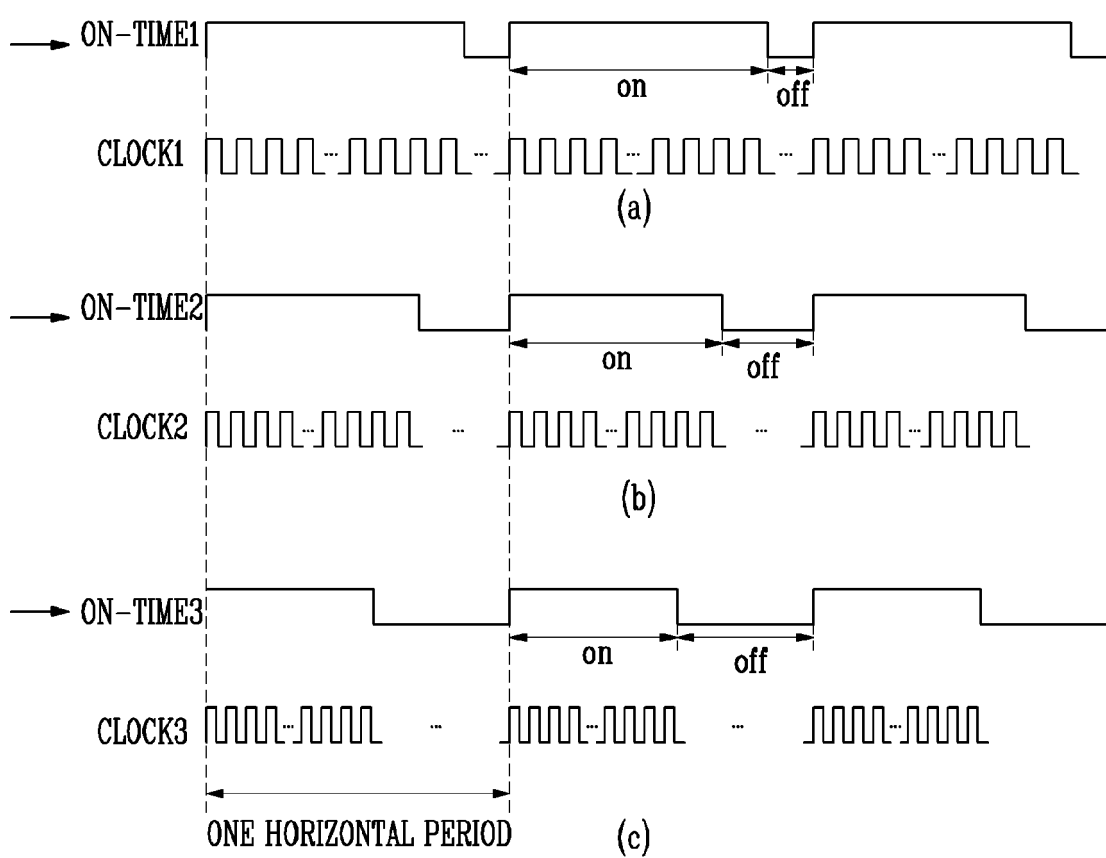 ON-TIME1
on
off
CLOCK1
... ... ... ... ...
(a)
ON-TIME2
on
off
CLOCK2
... ... ... ... ...
(b)
ON-TIME3
on
off
CLOCK3
... ... ... ... ...
ONE HORIZONTAL PERIOD
(c)